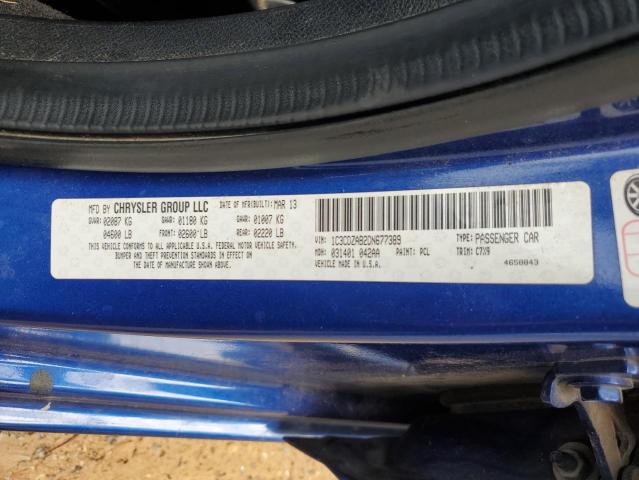 MFD BY CHRYSLER GROUP LLC DATE OF MFR(BUILT): MAR 13
GVWR: 02087 KG GAWR: 01180 KG GAWR: 01007 KG
04600 LB FRONT: 02600 LB REAR: 02220 LB
THIS VEHICLE CONFORMS TO ALL APPLICABLE U.S.A. FEDERAL MOTOR VEHICLE SAFETY,
BUMPER AND THEFT PREVENTION STANDARDS IN EFFECT ON
THE DATE OF MANUFACTURE SHOWN ABOVE.
VIN: 1C3CDZAB2DN677389 TYPE: PASSENGER CAR
MDH: 031401 042AA PAINT: PCL TRIM: C7X9
VEHICLE MADE IN U.S.A. 4658843